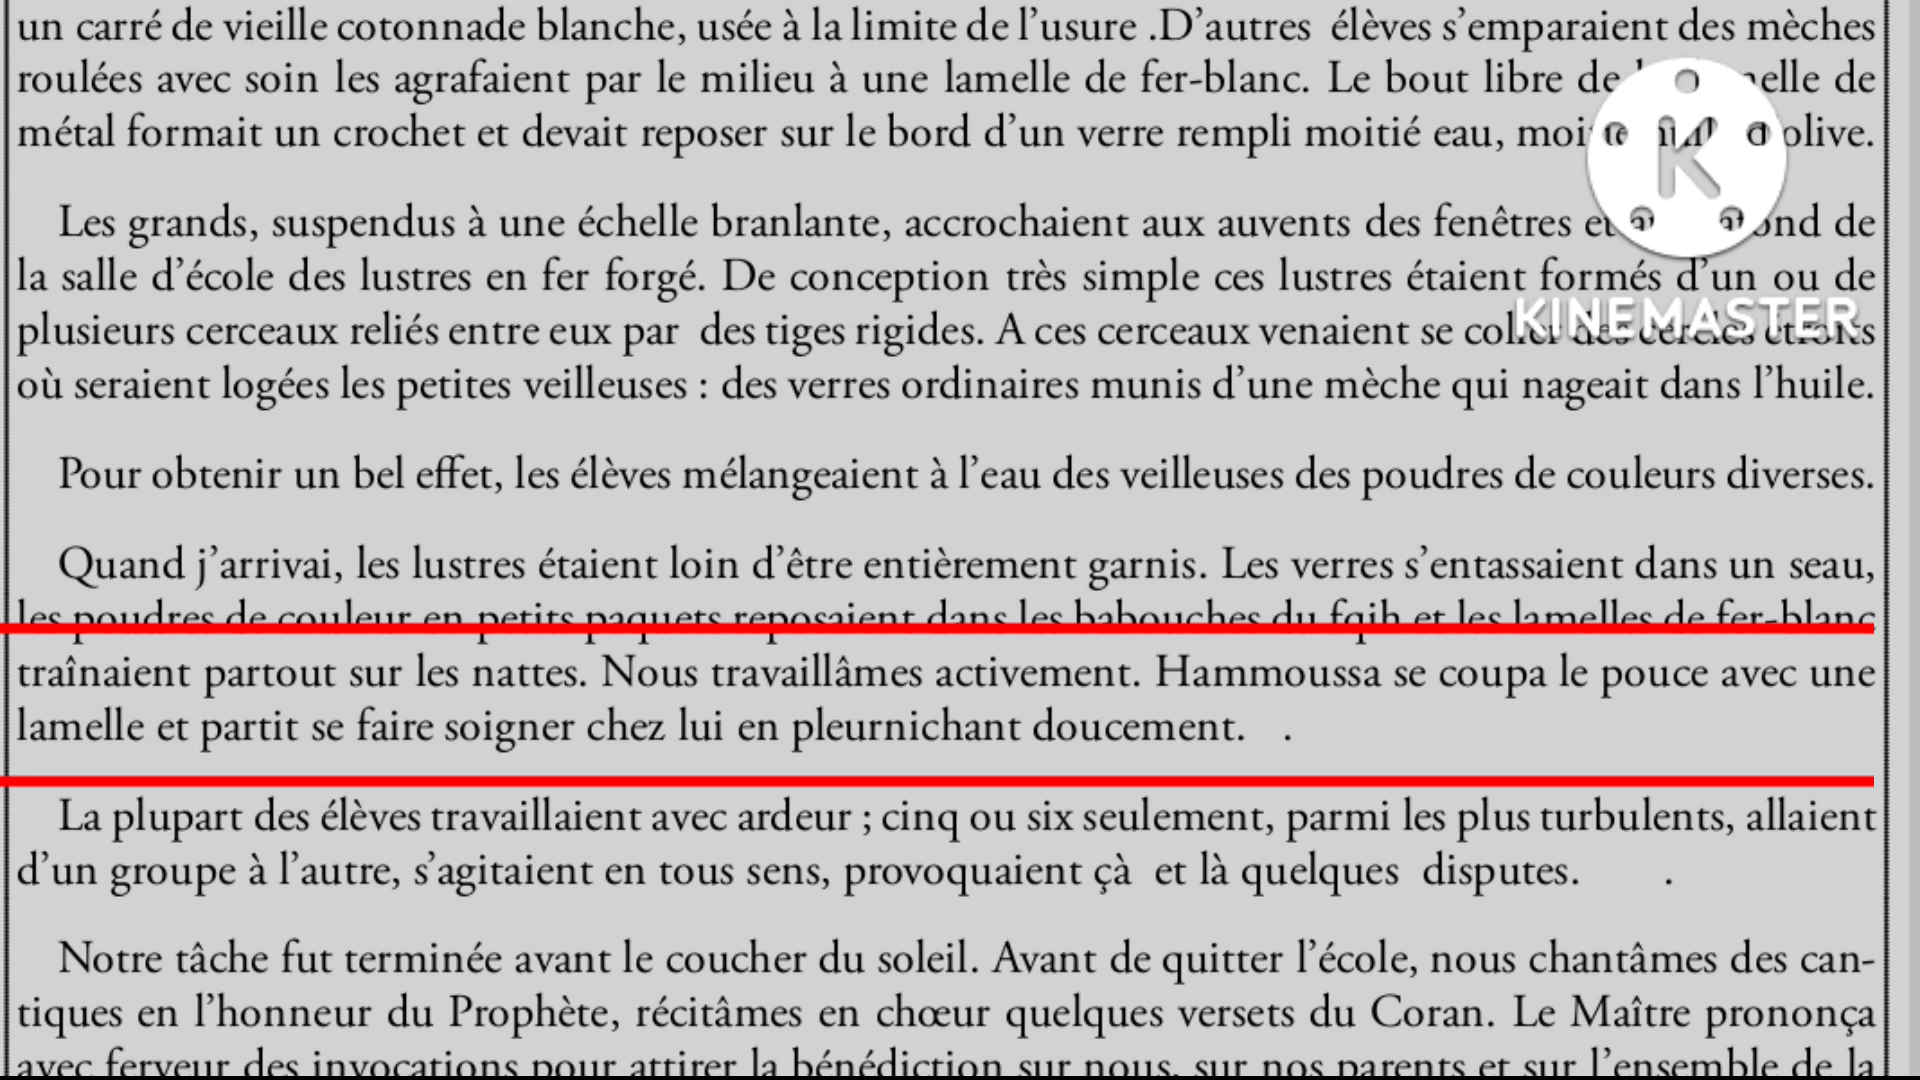 un carré de vieille cotonnade blanche, usée à la limite de l'usure .D'autres élèves s'emparaient des mèches
roulées avec soin les agrafaient par le milieu à une lamelle de fer-blanc. Le bout libre de de
métal formait un crochet et devait reposer sur le bord d'un verre rempli moitié eau, d'olive.
Les grands, suspendus à une échelle branlante, accrochaient aux auvents des fenêtres et de
la salle d'école des lustres en fer forgé. De conception très simple ces lustres étaient formés d'un ou de
plusieurs cerceaux reliés entre eux par des tiges rigides. A ces cerceaux venaient se coller des cercles étroits
KINEMASTER
où seraient logées les petites veilleuses : des verres ordinaires munis d'une mèche qui nageait dans l'huile.
Pour obtenir un bel effet, les élèves mélangeaient à l'eau des veilleuses des poudres de couleurs diverses.
Quand j'arrivai, les lustres étaient loin d'être entièrement garnis. Les verres s'entassaient dans un seau,
les poudres de couleur en petits paquets reposaient dans les babouches du fqih et les lamelles de fer-blanc
traînaient partout sur les nattes. Nous travaillâmes activement. Hammoussa se coupa le pouce avec une
lamelle et partit se faire soigner chez lui en pleurnichant doucement. .
La plupart des élèves travaillaient avec ardeur ; cinq ou six seulement, parmi les plus turbulents, allaient
d'un groupe à l'autre, s'agitaient en tous sens, provoquaient çà et là quelques disputes. .
Notre tâche fut terminée avant le coucher du soleil. Avant de quitter l'école, nous chantâmes des can-
tiques en l'honneur du Prophète, récitâmes en chœur quelques versets du Coran. Le Maître prononça
avec ferveur des invocations pour attirer la bénédiction sur nous, sur nos parents et sur l'ensemble de la